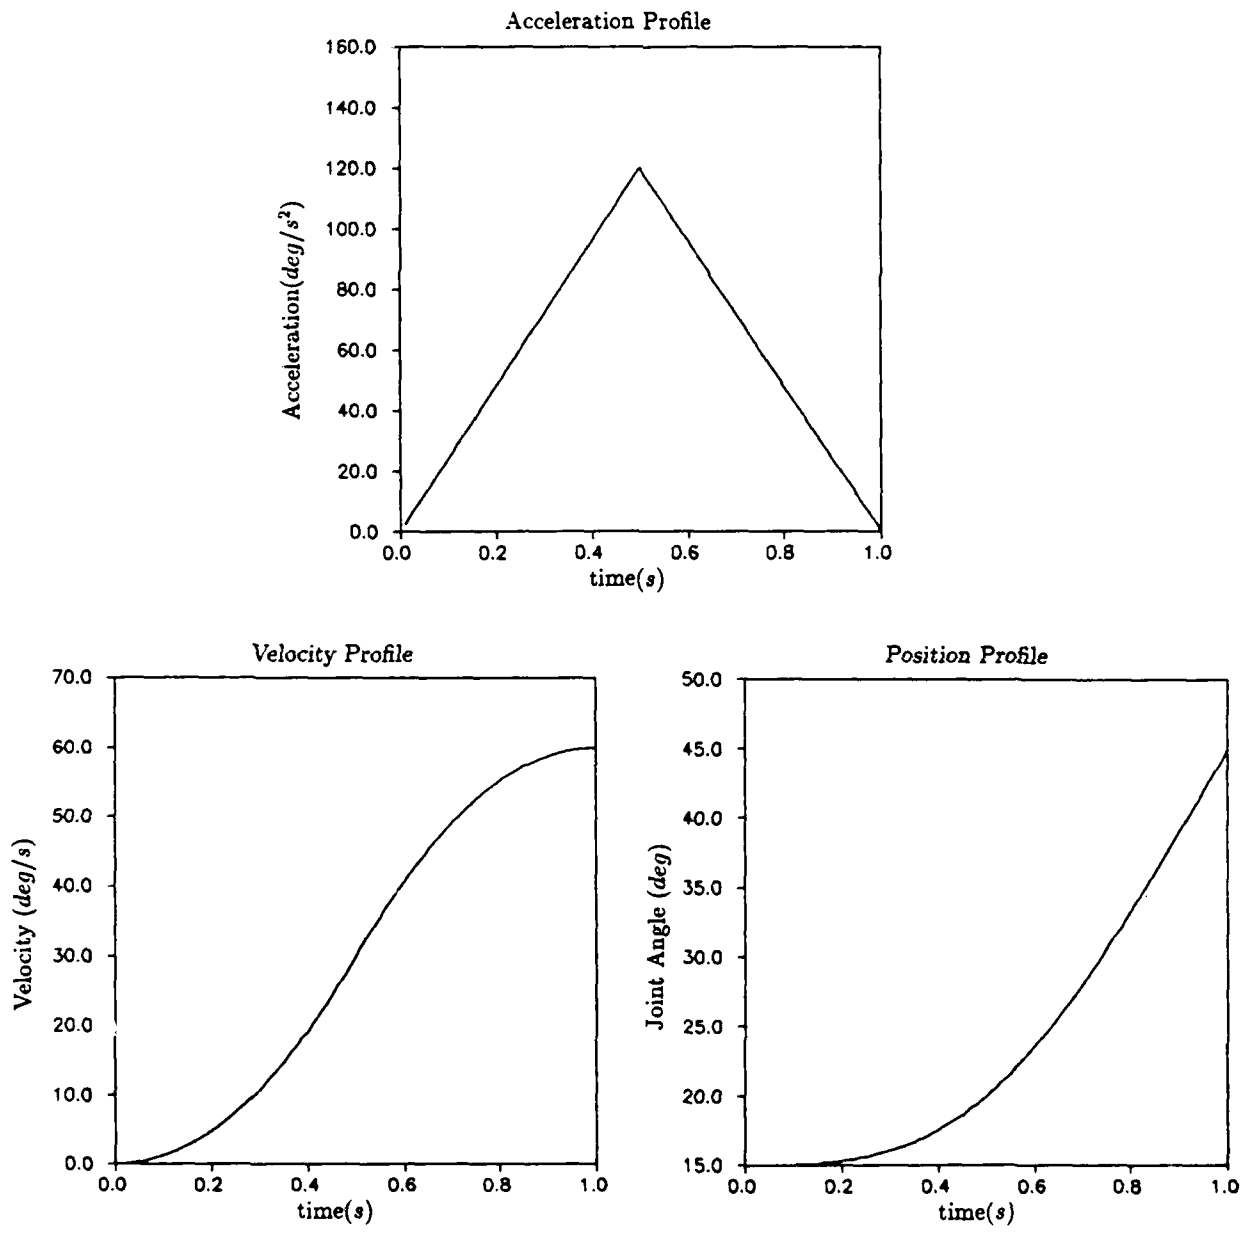 Acceleration Profile
160.0
140.0
120.0
100.0
80.0
60.0
40.0
20.0
0.0
Acceleration(deg/s²)
0.0 0.2 0.4 0.6 0.8 1.0
time(s)
Velocity Profile
70.0
60.0
50.0
40.0
30.0
20.0
10.0
0.0
Velocity (deg/s)
0.0 0.2 0.4 0.6 0.8 1.0
time(s)
Position Profile
50.0
45.0
40.0
35.0
30.0
25.0
20.0
15.0
Joint Angle (deg)
0.0 0.2 0.4 0.6 0.8 1.0
time(s)